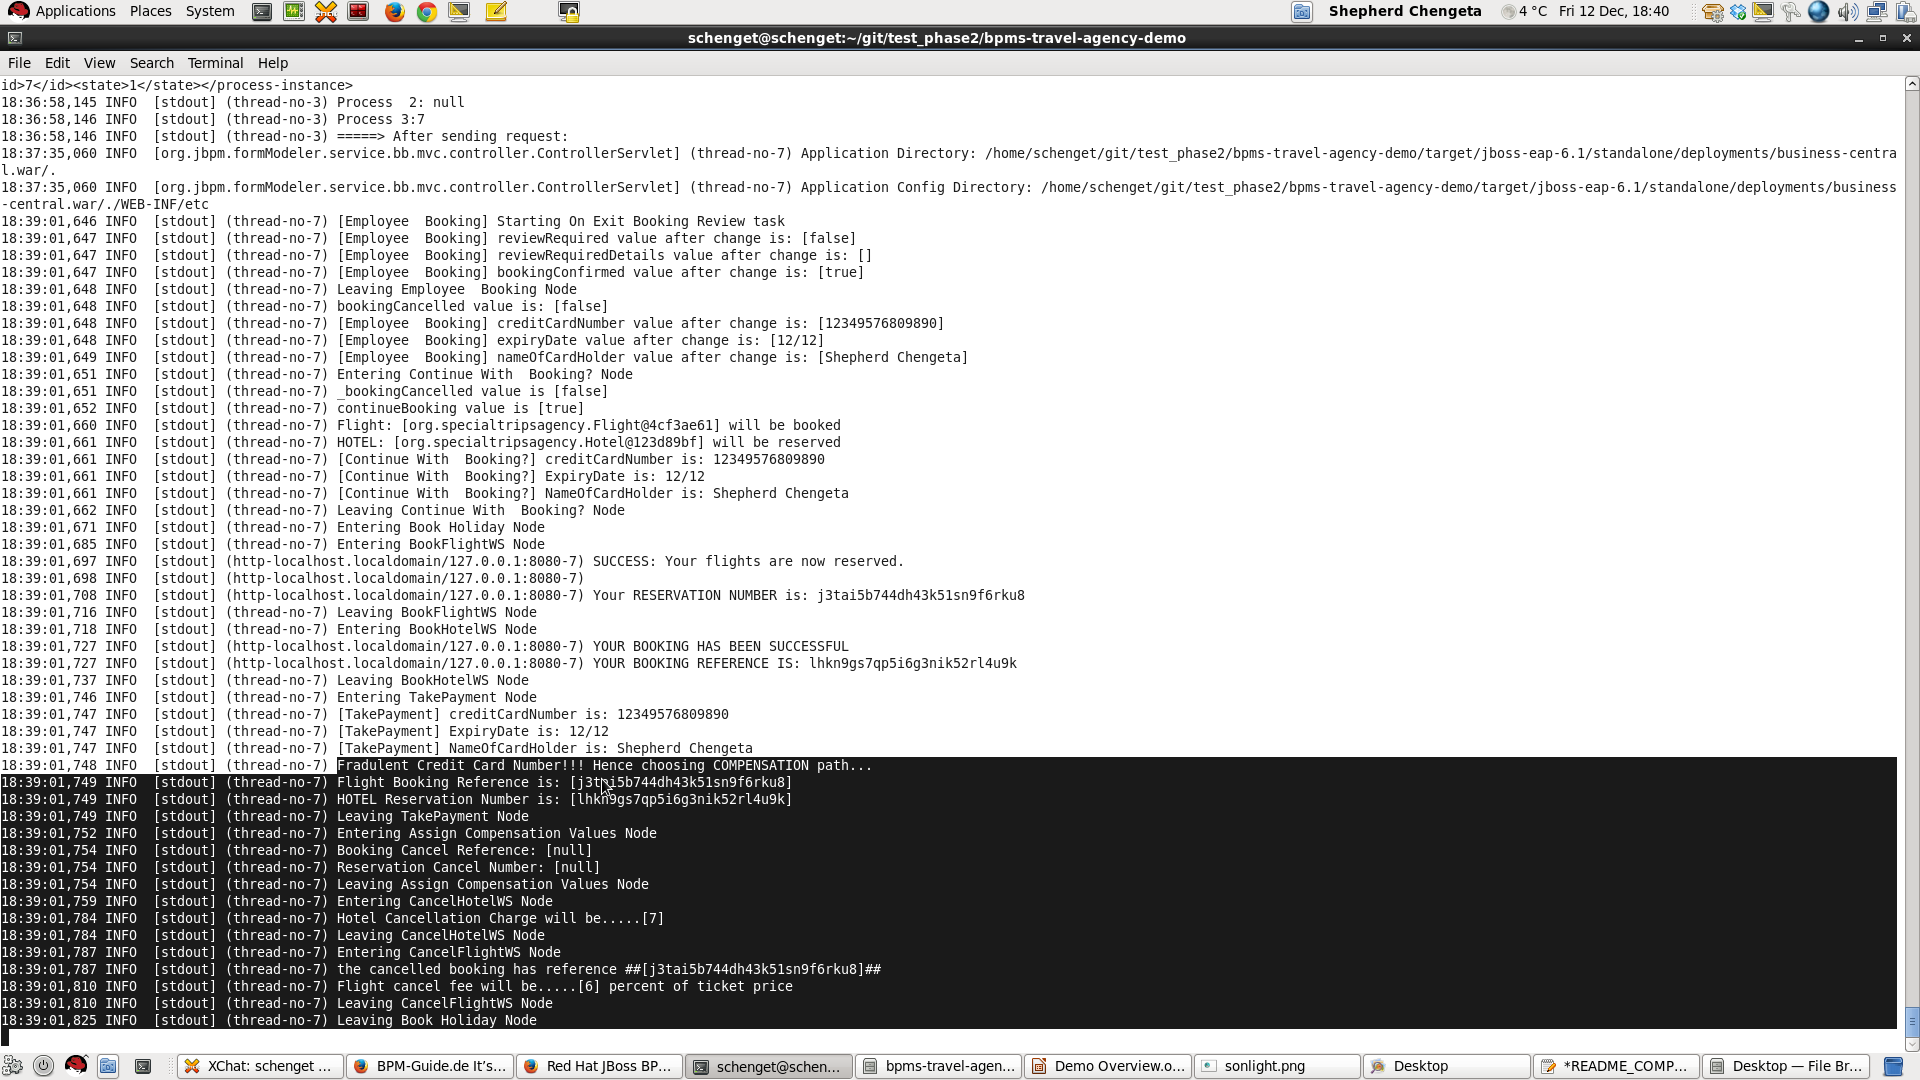 Applications Places System Shepherd Chengeta 4 °C Fri 12 Dec, 18:40
schenget@schenget:~/git/test_phase2/bpms-travel-agency-demo
File Edit View Search Terminal Help
id>7</id><state>1</state></process-instance>
18:36:58,145 INFO  [stdout] (thread-no-3) Process  2: null
18:36:58,146 INFO  [stdout] (thread-no-3) Process 3:7
18:36:58,146 INFO  [stdout] (thread-no-3) =====> After sending request:
18:37:35,060 INFO  [org.jbpm.formModeler.service.bb.mvc.controller.ControllerServlet] (thread-no-7) Application Directory: /home/schenget/git/test_phase2/bpms-travel-agency-demo/target/jboss-eap-6.1/standalone/deployments/business-centra
l.war/.
18:37:35,060 INFO  [org.jbpm.formModeler.service.bb.mvc.controller.ControllerServlet] (thread-no-7) Application Config Directory: /home/schenget/git/test_phase2/bpms-travel-agency-demo/target/jboss-eap-6.1/standalone/deployments/business
-central.war/./WEB-INF/etc
18:39:01,646 INFO  [stdout] (thread-no-7) [Employee  Booking] Starting On Exit Booking Review task
18:39:01,647 INFO  [stdout] (thread-no-7) [Employee  Booking] reviewRequired value after change is: [false]
18:39:01,647 INFO  [stdout] (thread-no-7) [Employee  Booking] reviewRequiredDetails value after change is: []
18:39:01,647 INFO  [stdout] (thread-no-7) [Employee  Booking] bookingConfirmed value after change is: [true]
18:39:01,648 INFO  [stdout] (thread-no-7) Leaving Employee  Booking Node
18:39:01,648 INFO  [stdout] (thread-no-7) bookingCancelled value is: [false]
18:39:01,648 INFO  [stdout] (thread-no-7) [Employee  Booking] creditCardNumber value after change is: [12349576809890]
18:39:01,648 INFO  [stdout] (thread-no-7) [Employee  Booking] expiryDate value after change is: [12/12]
18:39:01,649 INFO  [stdout] (thread-no-7) [Employee  Booking] nameOfCardHolder value after change is: [Shepherd Chengeta]
18:39:01,651 INFO  [stdout] (thread-no-7) Entering Continue With  Booking? Node
18:39:01,651 INFO  [stdout] (thread-no-7) _bookingCancelled value is [false]
18:39:01,652 INFO  [stdout] (thread-no-7) continueBooking value is [true]
18:39:01,660 INFO  [stdout] (thread-no-7) Flight: [org.specialtripsagency.Flight@4cf3ae61] will be booked
18:39:01,661 INFO  [stdout] (thread-no-7) HOTEL: [org.specialtripsagency.Hotel@123d89bf] will be reserved
18:39:01,661 INFO  [stdout] (thread-no-7) [Continue With  Booking?] creditCardNumber is: 12349576809890
18:39:01,661 INFO  [stdout] (thread-no-7) [Continue With  Booking?] ExpiryDate is: 12/12
18:39:01,661 INFO  [stdout] (thread-no-7) [Continue With  Booking?] NameOfCardHolder is: Shepherd Chengeta
18:39:01,662 INFO  [stdout] (thread-no-7) Leaving Continue With  Booking? Node
18:39:01,671 INFO  [stdout] (thread-no-7) Entering Book Holiday Node
18:39:01,685 INFO  [stdout] (thread-no-7) Entering BookFlightWS Node
18:39:01,697 INFO  [stdout] (http-localhost.localdomain/127.0.0.1:8080-7) SUCCESS: Your flights are now reserved.
18:39:01,698 INFO  [stdout] (http-localhost.localdomain/127.0.0.1:8080-7)
18:39:01,708 INFO  [stdout] (http-localhost.localdomain/127.0.0.1:8080-7) Your RESERVATION NUMBER is: j3tai5b744dh43k51sn9f6rku8
18:39:01,716 INFO  [stdout] (thread-no-7) Leaving BookFlightWS Node
18:39:01,718 INFO  [stdout] (thread-no-7) Entering BookHotelWS Node
18:39:01,727 INFO  [stdout] (http-localhost.localdomain/127.0.0.1:8080-7) YOUR BOOKING HAS BEEN SUCCESSFUL
18:39:01,727 INFO  [stdout] (http-localhost.localdomain/127.0.0.1:8080-7) YOUR BOOKING REFERENCE IS: lhkn9gs7qp5i6g3nik52rl4u9k
18:39:01,737 INFO  [stdout] (thread-no-7) Leaving BookHotelWS Node
18:39:01,746 INFO  [stdout] (thread-no-7) Entering TakePayment Node
18:39:01,747 INFO  [stdout] (thread-no-7) [TakePayment] creditCardNumber is: 12349576809890
18:39:01,747 INFO  [stdout] (thread-no-7) [TakePayment] ExpiryDate is: 12/12
18:39:01,747 INFO  [stdout] (thread-no-7) [TakePayment] NameOfCardHolder is: Shepherd Chengeta
18:39:01,748 INFO  [stdout] (thread-no-7) Fradulent Credit Card Number!!! Hence choosing COMPENSATION path...
18:39:01,749 INFO  [stdout] (thread-no-7) Flight Booking Reference is: [j3tai5b744dh43k51sn9f6rku8]
18:39:01,749 INFO  [stdout] (thread-no-7) HOTEL Reservation Number is: [lhkn9gs7qp5i6g3nik52rl4u9k]
18:39:01,749 INFO  [stdout] (thread-no-7) Leaving TakePayment Node
18:39:01,752 INFO  [stdout] (thread-no-7) Entering Assign Compensation Values Node
18:39:01,754 INFO  [stdout] (thread-no-7) Booking Cancel Reference: [null]
18:39:01,754 INFO  [stdout] (thread-no-7) Reservation Cancel Number: [null]
18:39:01,754 INFO  [stdout] (thread-no-7) Leaving Assign Compensation Values Node
18:39:01,759 INFO  [stdout] (thread-no-7) Entering CancelHotelWS Node
18:39:01,784 INFO  [stdout] (thread-no-7) Hotel Cancellation Charge will be.....[7]
18:39:01,784 INFO  [stdout] (thread-no-7) Leaving CancelHotelWS Node
18:39:01,787 INFO  [stdout] (thread-no-7) Entering CancelFlightWS Node
18:39:01,787 INFO  [stdout] (thread-no-7) the cancelled booking has reference ##[j3tai5b744dh43k51sn9f6rku8]##
18:39:01,810 INFO  [stdout] (thread-no-7) Flight cancel fee will be.....[6] percent of ticket price
18:39:01,810 INFO  [stdout] (thread-no-7) Leaving CancelFlightWS Node
18:39:01,825 INFO  [stdout] (thread-no-7) Leaving Book Holiday Node
XChat: schenget ... BPM-Guide.de It's... Red Hat JBoss BP... schenget@schen... bpms-travel-agen... Demo Overview.o... sonlight.png Desktop *README_COMP... Desktop — File Br...